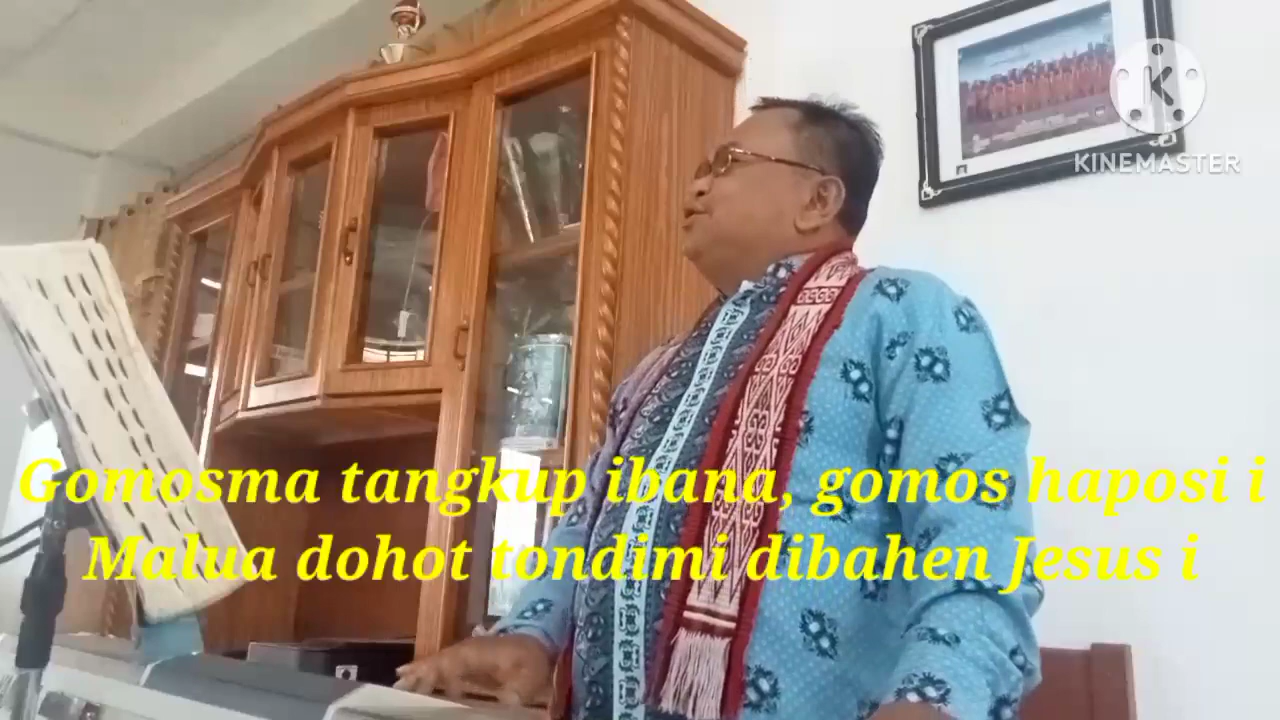 K
KINEMASTER
Gomosma tangkup ibana, gomos haposi i
Malua dohot tondimi dibahen Jesus i